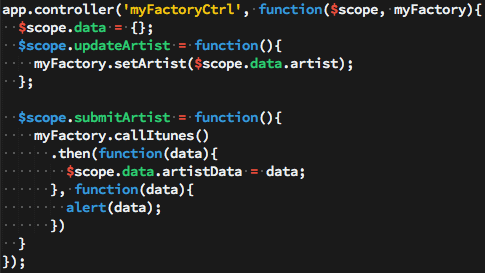 app.controller('myFactoryCtrl', function($scope, myFactory){
  $scope.data = {};
  $scope.updateArtist = function(){
    myFactory.setArtist($scope.data.artist);
  };

  $scope.submitArtist = function(){
    myFactory.callItunes()
      .then(function(data){
        $scope.data.artistData = data;
      }, function(data){
        alert(data);
      })
  }
});